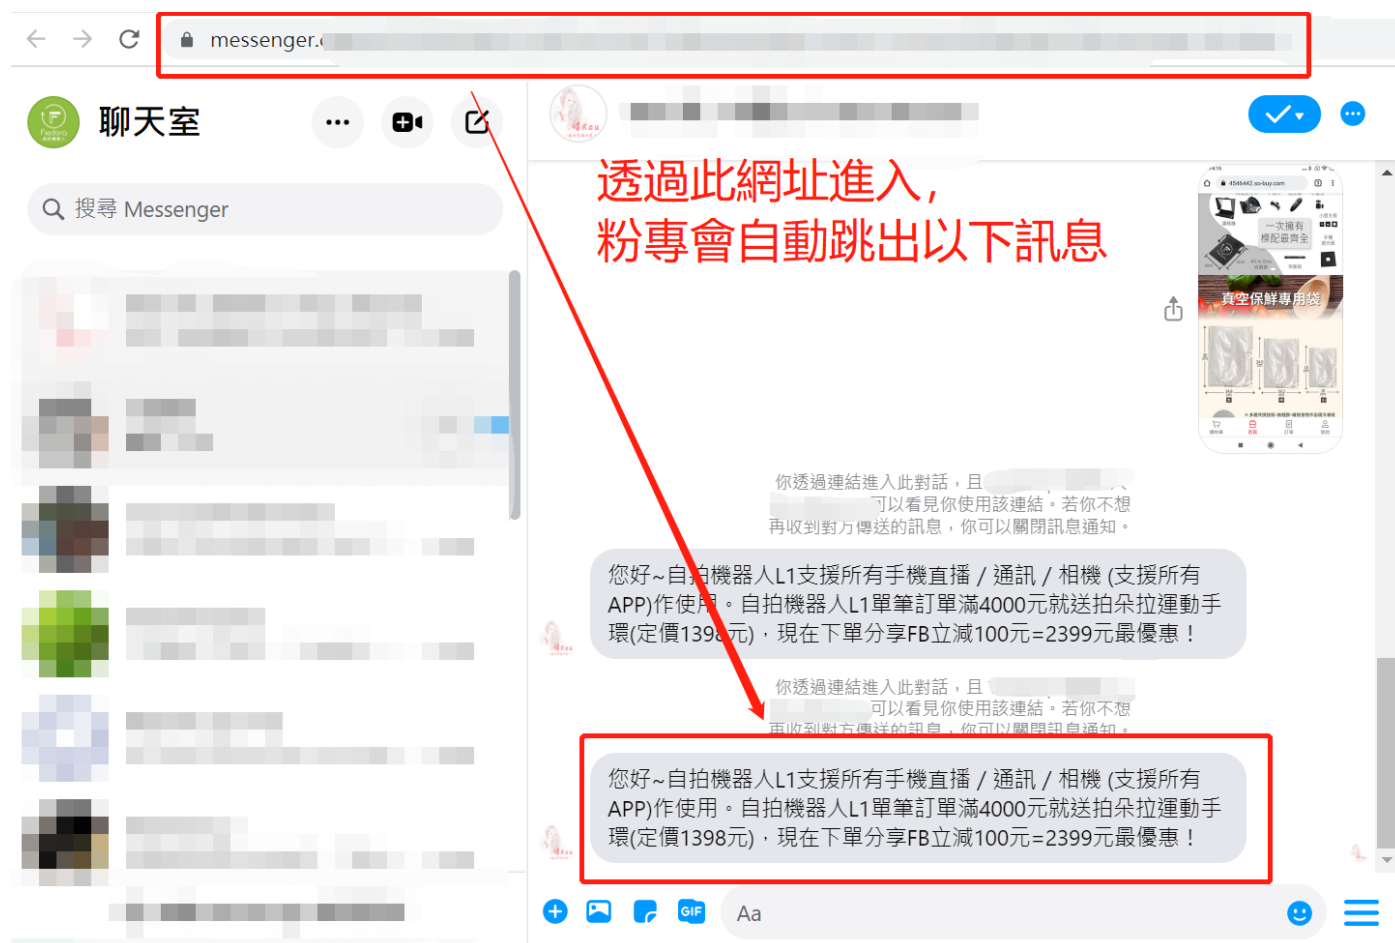 messenger.
聊天室
搜尋 Messenger
透過此網址進入,
粉專會自動跳出以下訊息
4546442.so-buy.com
一次擁有
標配最齊全
真空保鮮專用袋
你透過連結進入此對話，且
可以看見你使用該連結。若你不想
再收到對方傳送的訊息，你可以關閉訊息通知。
您好~自拍機器人L1支援所有手機直播 / 通訊 / 相機 (支援所有
APP)作使用。自拍機器人L1單筆訂單滿4000元就送拍朵拉運動手
環(定價1398元)，現在下單分享FB立減100元=2399元最優惠！
你透過連結進入此對話，且
可以看見你使用該連結。若你不想
再收到對方傳送的訊息，你可以關閉訊息通知。
您好~自拍機器人L1支援所有手機直播 / 通訊 / 相機 (支援所有
APP)作使用。自拍機器人L1單筆訂單滿4000元就送拍朵拉運動手
環(定價1398元)，現在下單分享FB立減100元=2399元最優惠！
GIF
Aa